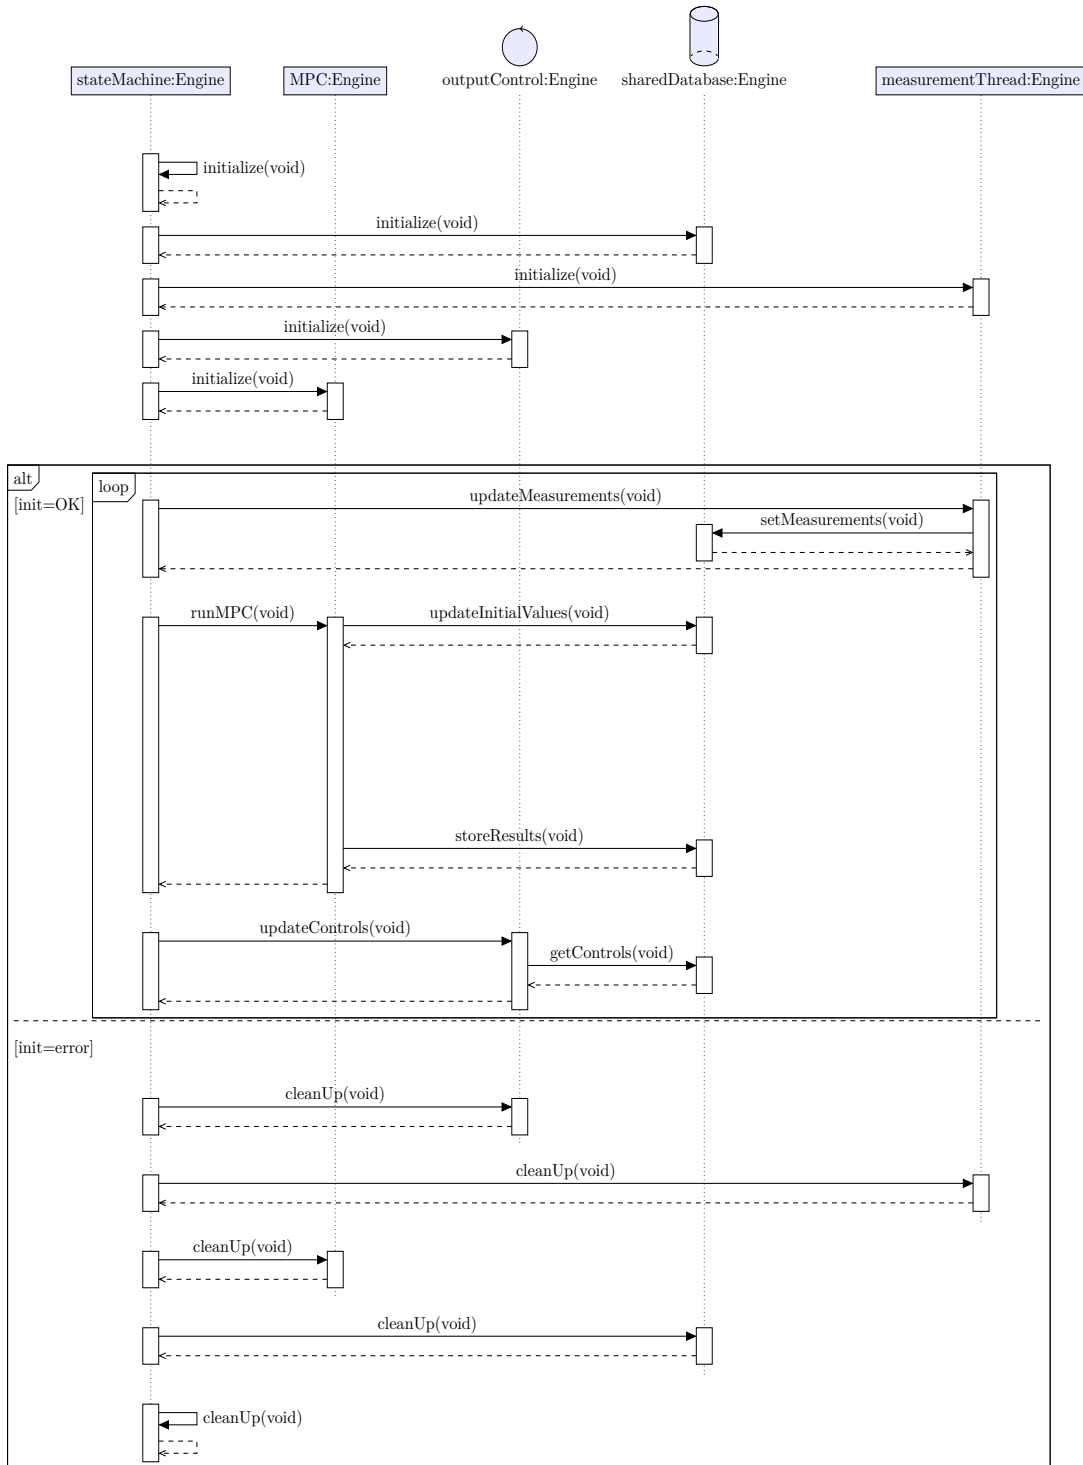 stateMachine:Engine
MPC:Engine
outputControl:Engine
sharedDatabase:Engine
measurementThread:Engine
initialize(void)
initialize(void)
initialize(void)
initialize(void)
initialize(void)
alt
loop
[init=OK]
updateMeasurements(void)
setMeasurements(void)
runMPC(void)
updateInitialValues(void)
storeResults(void)
updateControls(void)
getControls(void)
[init=error]
cleanUp(void)
cleanUp(void)
cleanUp(void)
cleanUp(void)
cleanUp(void)